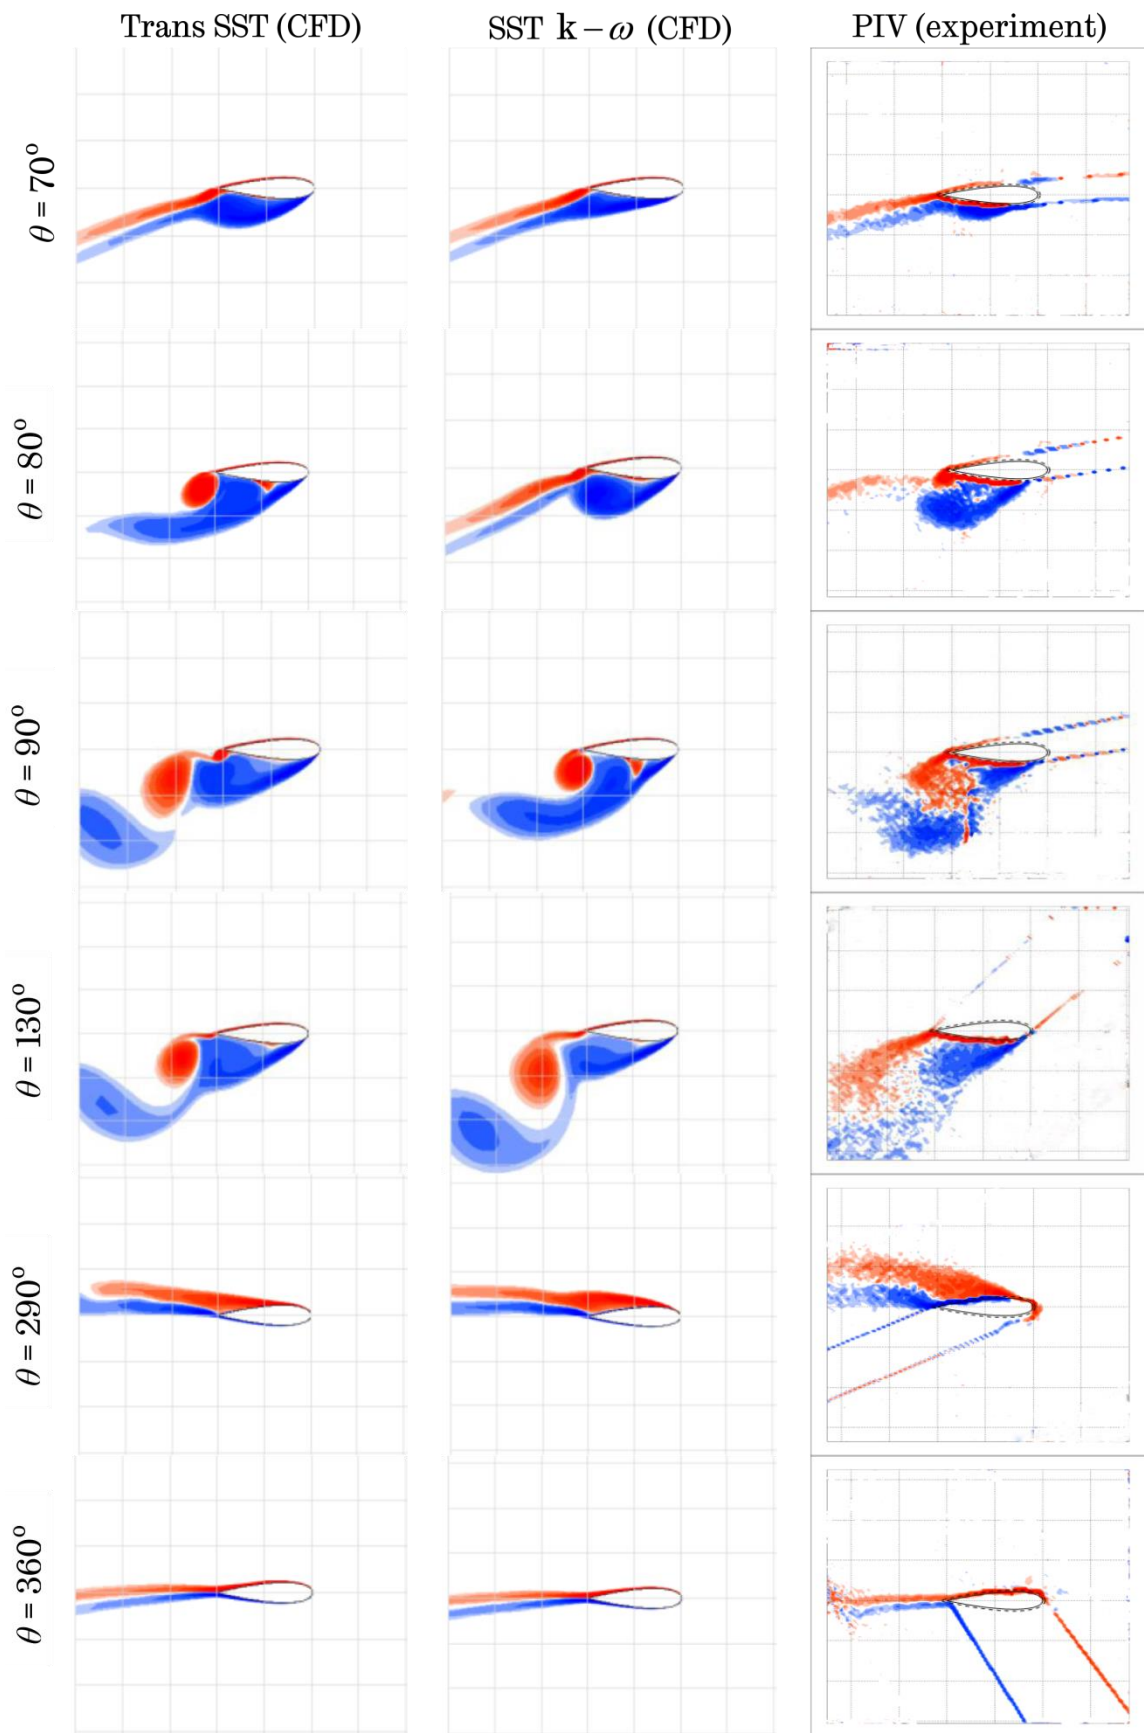 Trans SST (CFD) SST k – ω (CFD) PIV (experiment)
θ = 70°
θ = 80°
θ = 90°
θ = 130°
θ = 290°
θ = 360°